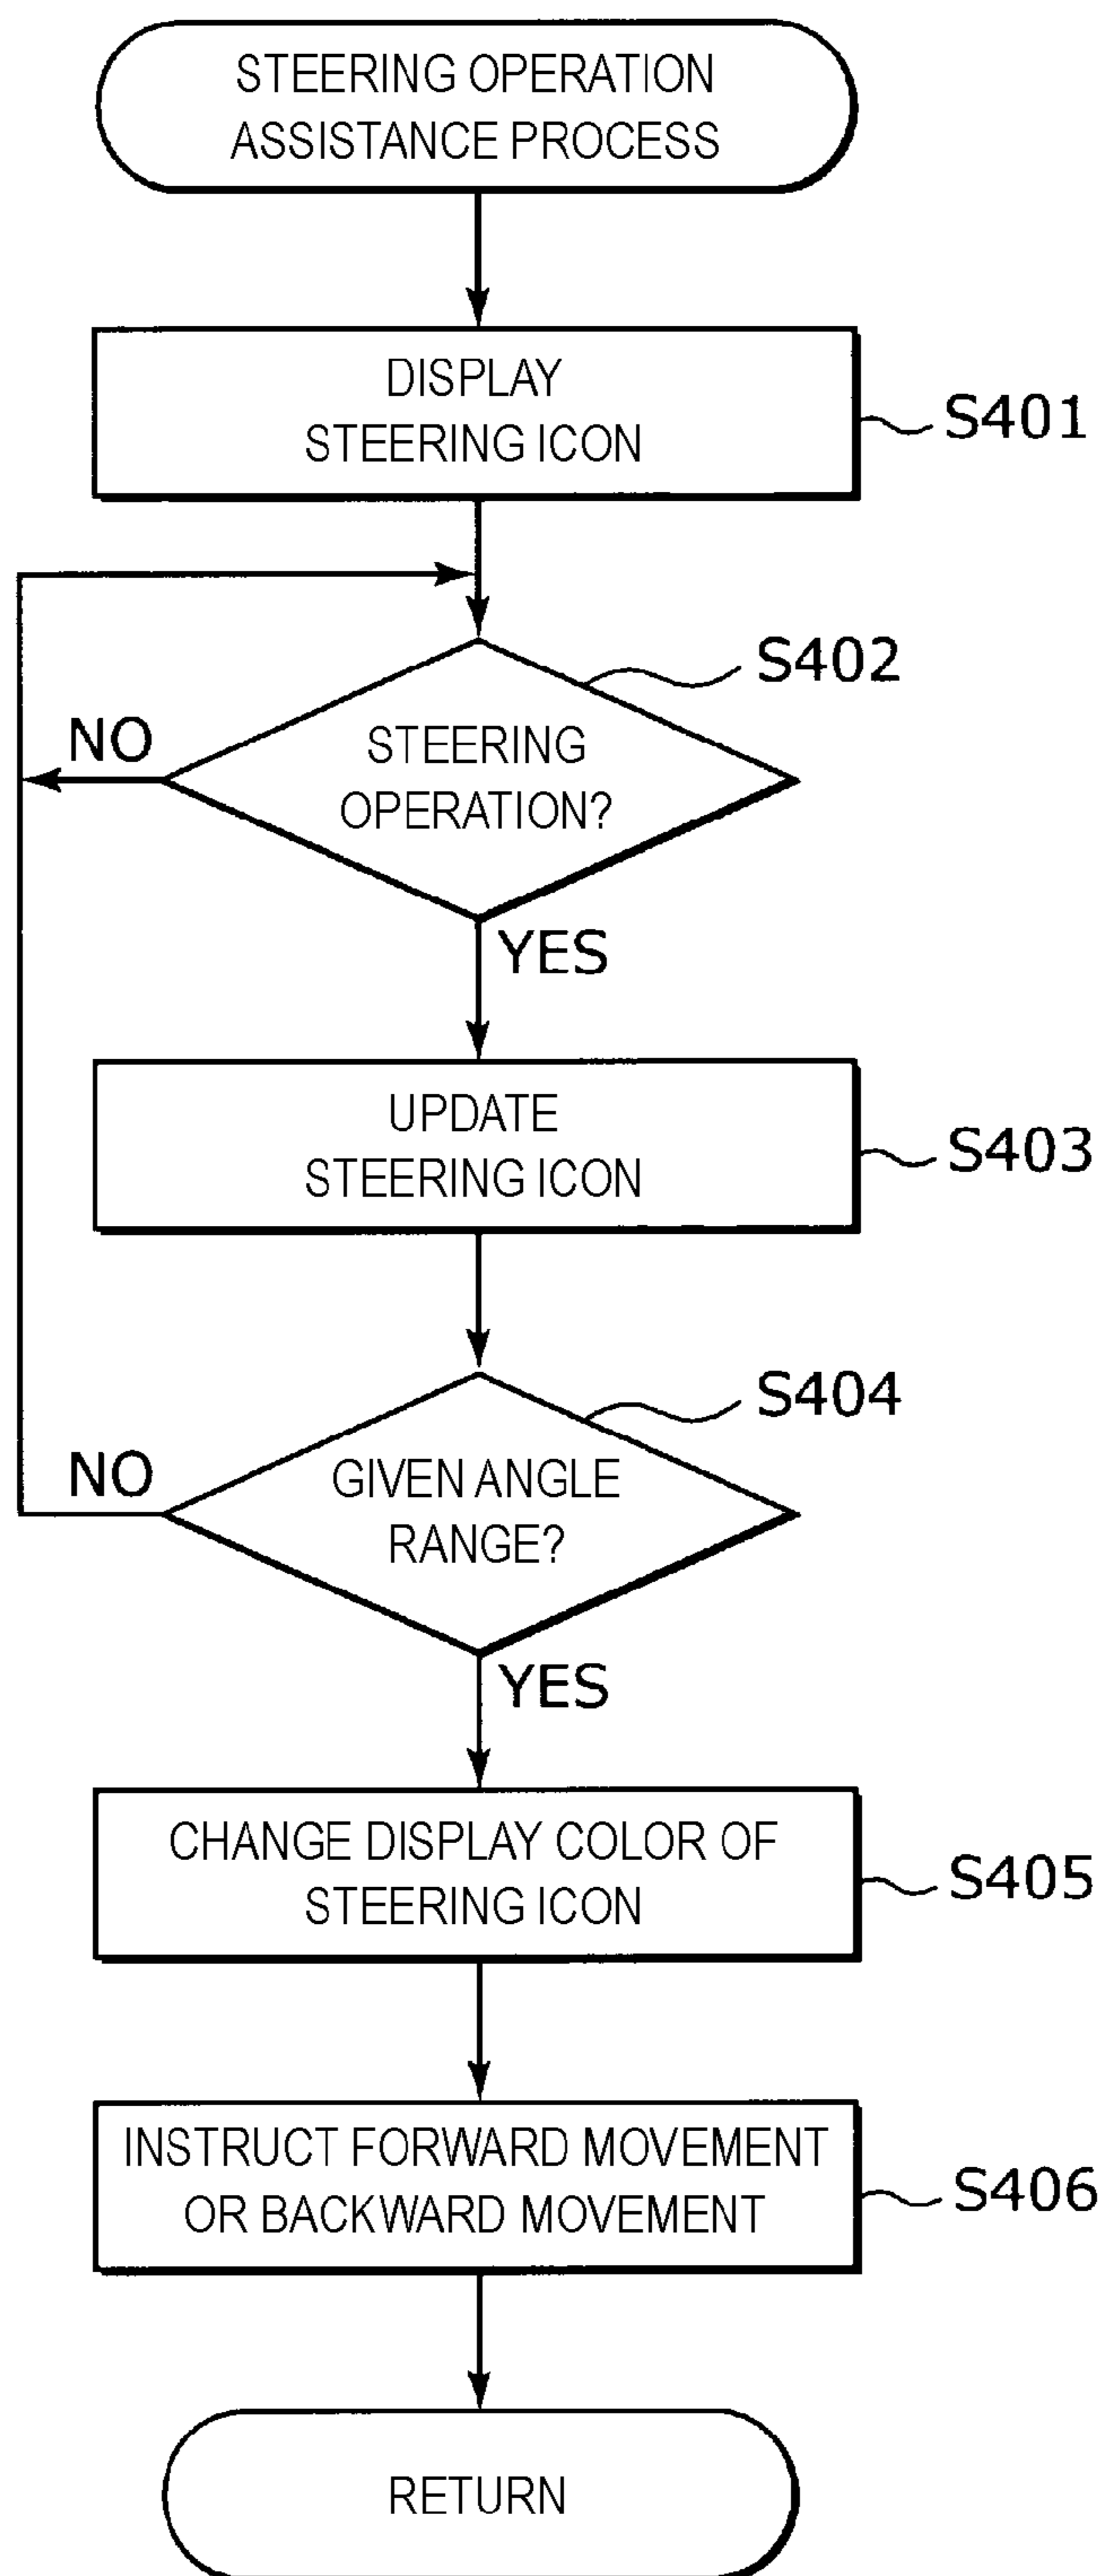 STEERING OPERATION
ASSISTANCE PROCESS
DISPLAY
STEERING ICON
S401
S402
STEERING
OPERATION?
NO
YES
UPDATE
STEERING ICON
S403
S404
GIVEN ANGLE
RANGE?
NO
YES
CHANGE DISPLAY COLOR OF
STEERING ICON
S405
INSTRUCT FORWARD MOVEMENT
OR BACKWARD MOVEMENT
S406
RETURN